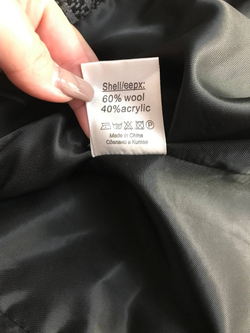 Shell/верх:
60% wool
40%acrylic
Made in China
Сделано в Китае